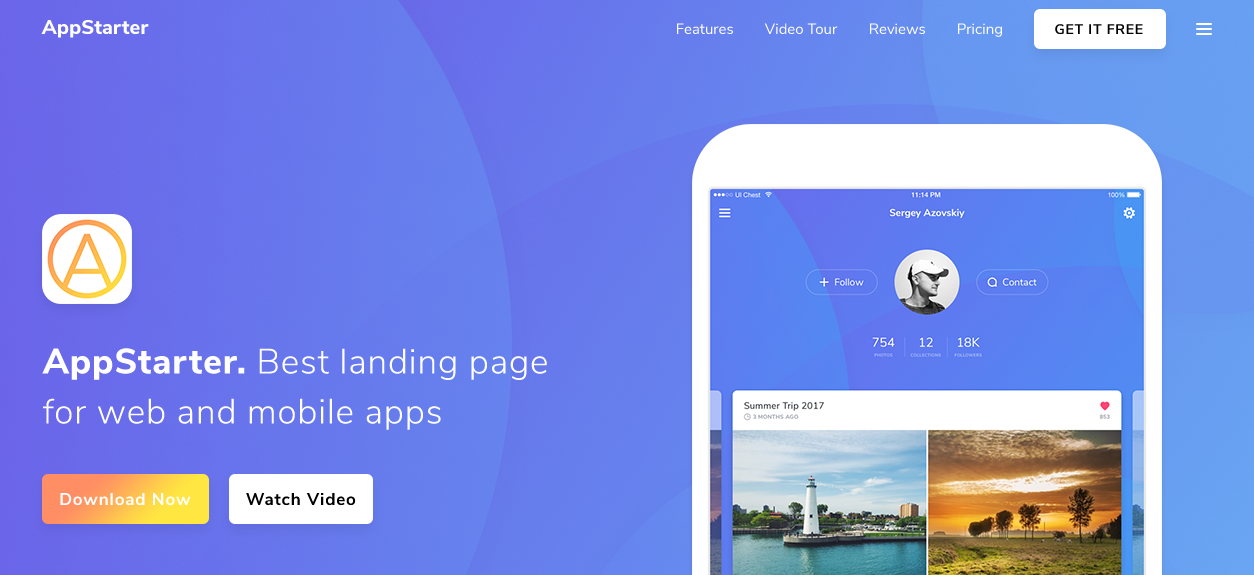 AppStarter
Features Video Tour Reviews Pricing GET IT FREE
UI Chest 11:14 PM 100%
Sergey Azovskiy
Follow Contact
754 12 18K
PHOTOS COLLECTIONS FOLLOWERS
AppStarter. Best landing page
for web and mobile apps
Summer Trip 2017
3 MONTHS AGO 853
Download Now Watch Video